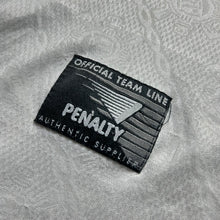 OFFICIAL TEAM LINE
PENALTY
AUTHENTIC SUPPLIER